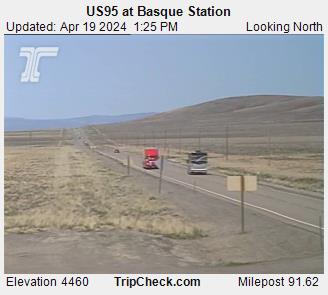 US95 at Basque Station
Updated: Apr 19 2024 1:25 PM Looking North
Elevation 4460 TripCheck.com Milepost 91.62